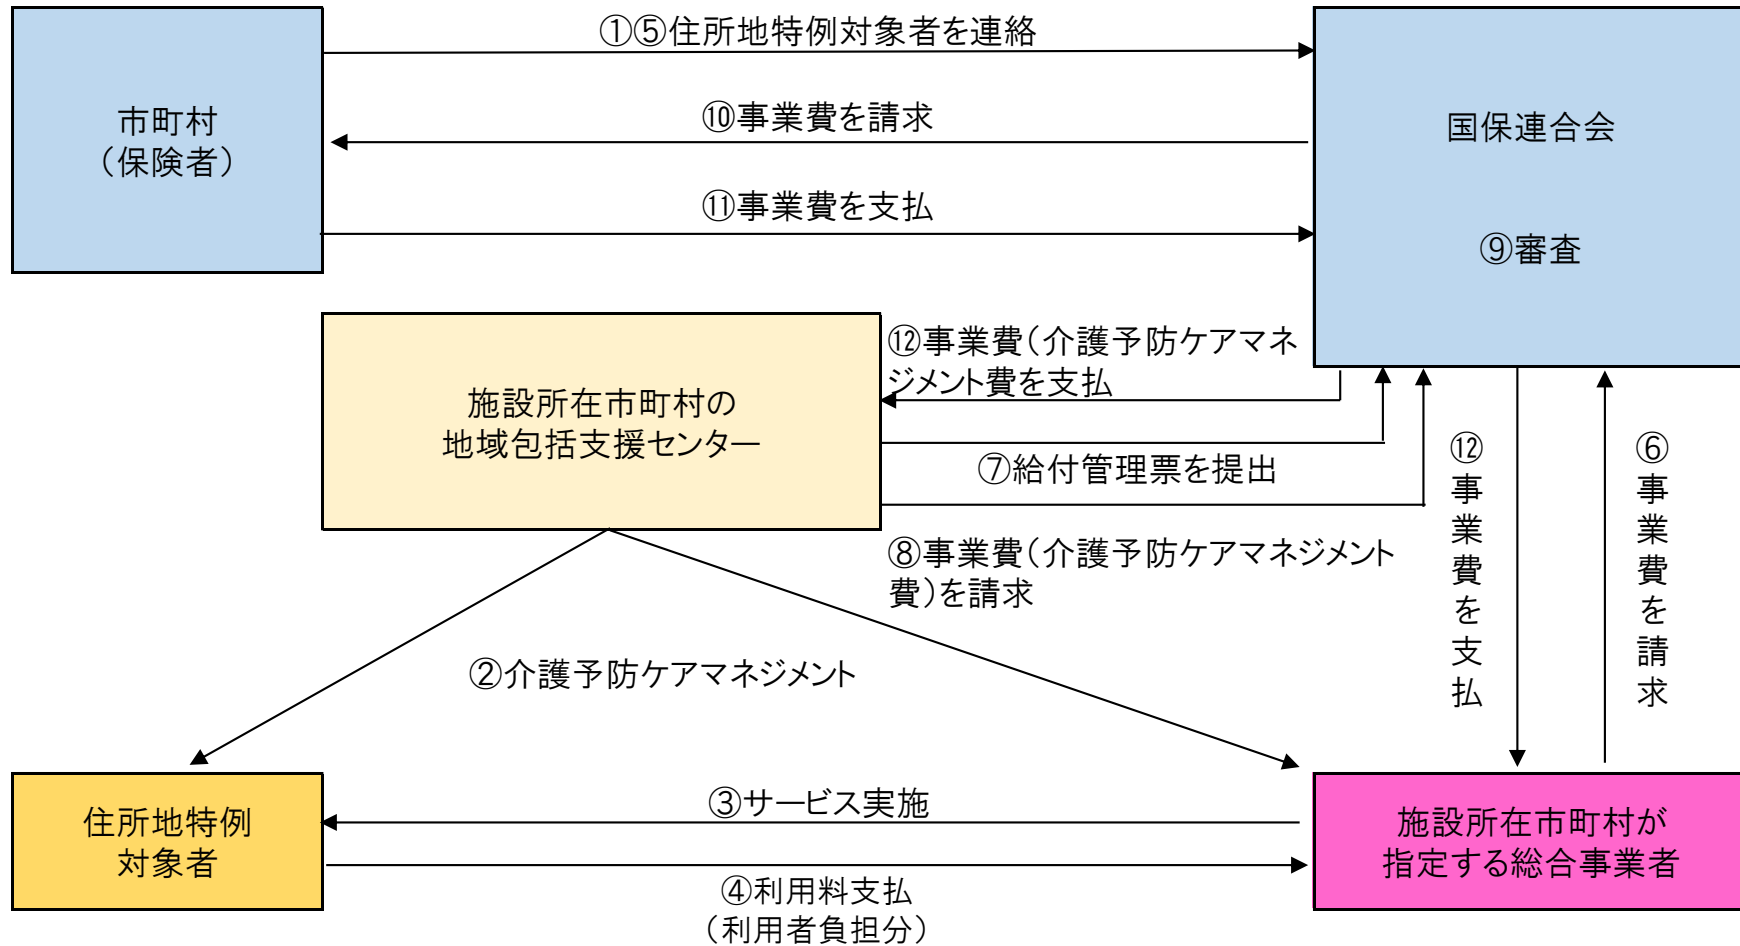 ①⑤住所地特例対象者を連絡
市町村
（保険者）
⑩事業費を請求
国保連合会
⑪事業費を支払
⑨審査
⑫事業費（介護予防ケアマネ
ジメント費を支払
施設所在市町村の
地域包括支援センター
⑦給付管理票を提出
⑧事業費（介護予防ケアマネジメント
費）を請求
⑫事業費を支払
⑥事業費を請求
②介護予防ケアマネジメント
住所地特例
対象者
③サービス実施
④利用料支払
（利用者負担分）
施設所在市町村が
指定する総合事業者